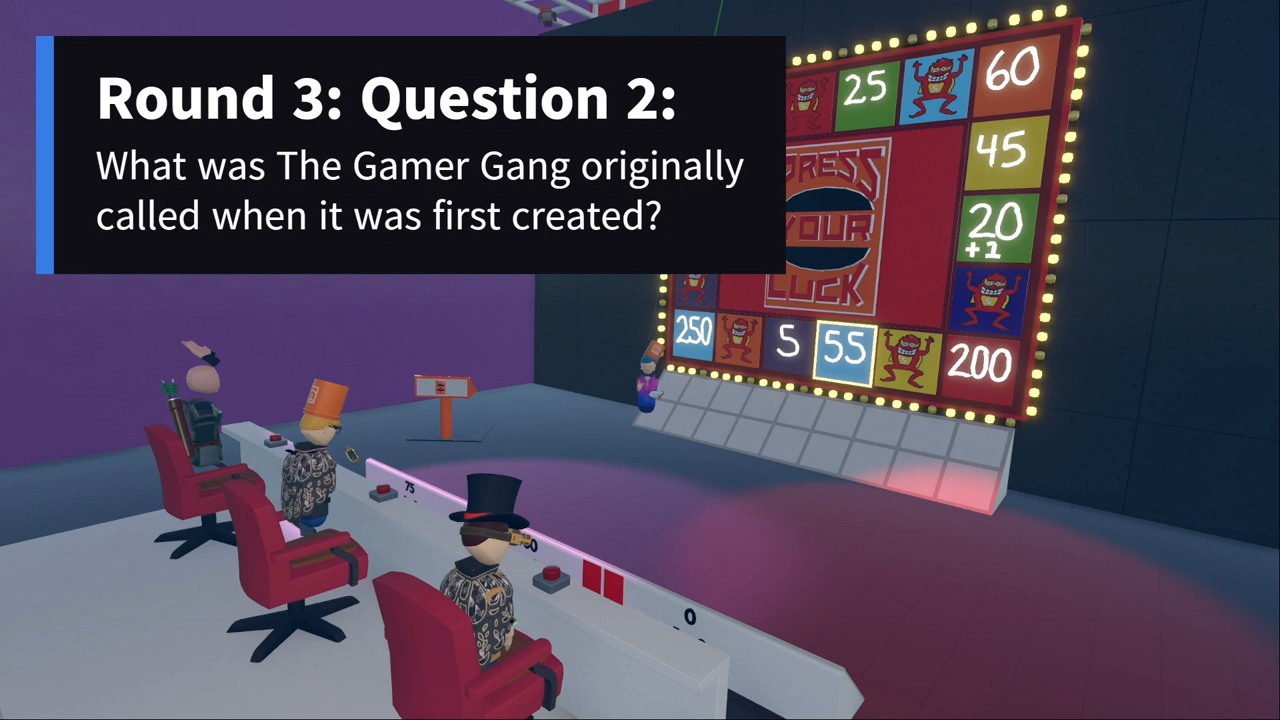 Round 3: Question 2:
What was The Gamer Gang originally
called when it was first created?
25
60
45
20
+1
PRESS
YOUR
LUCK
250
5
55
200
75
0